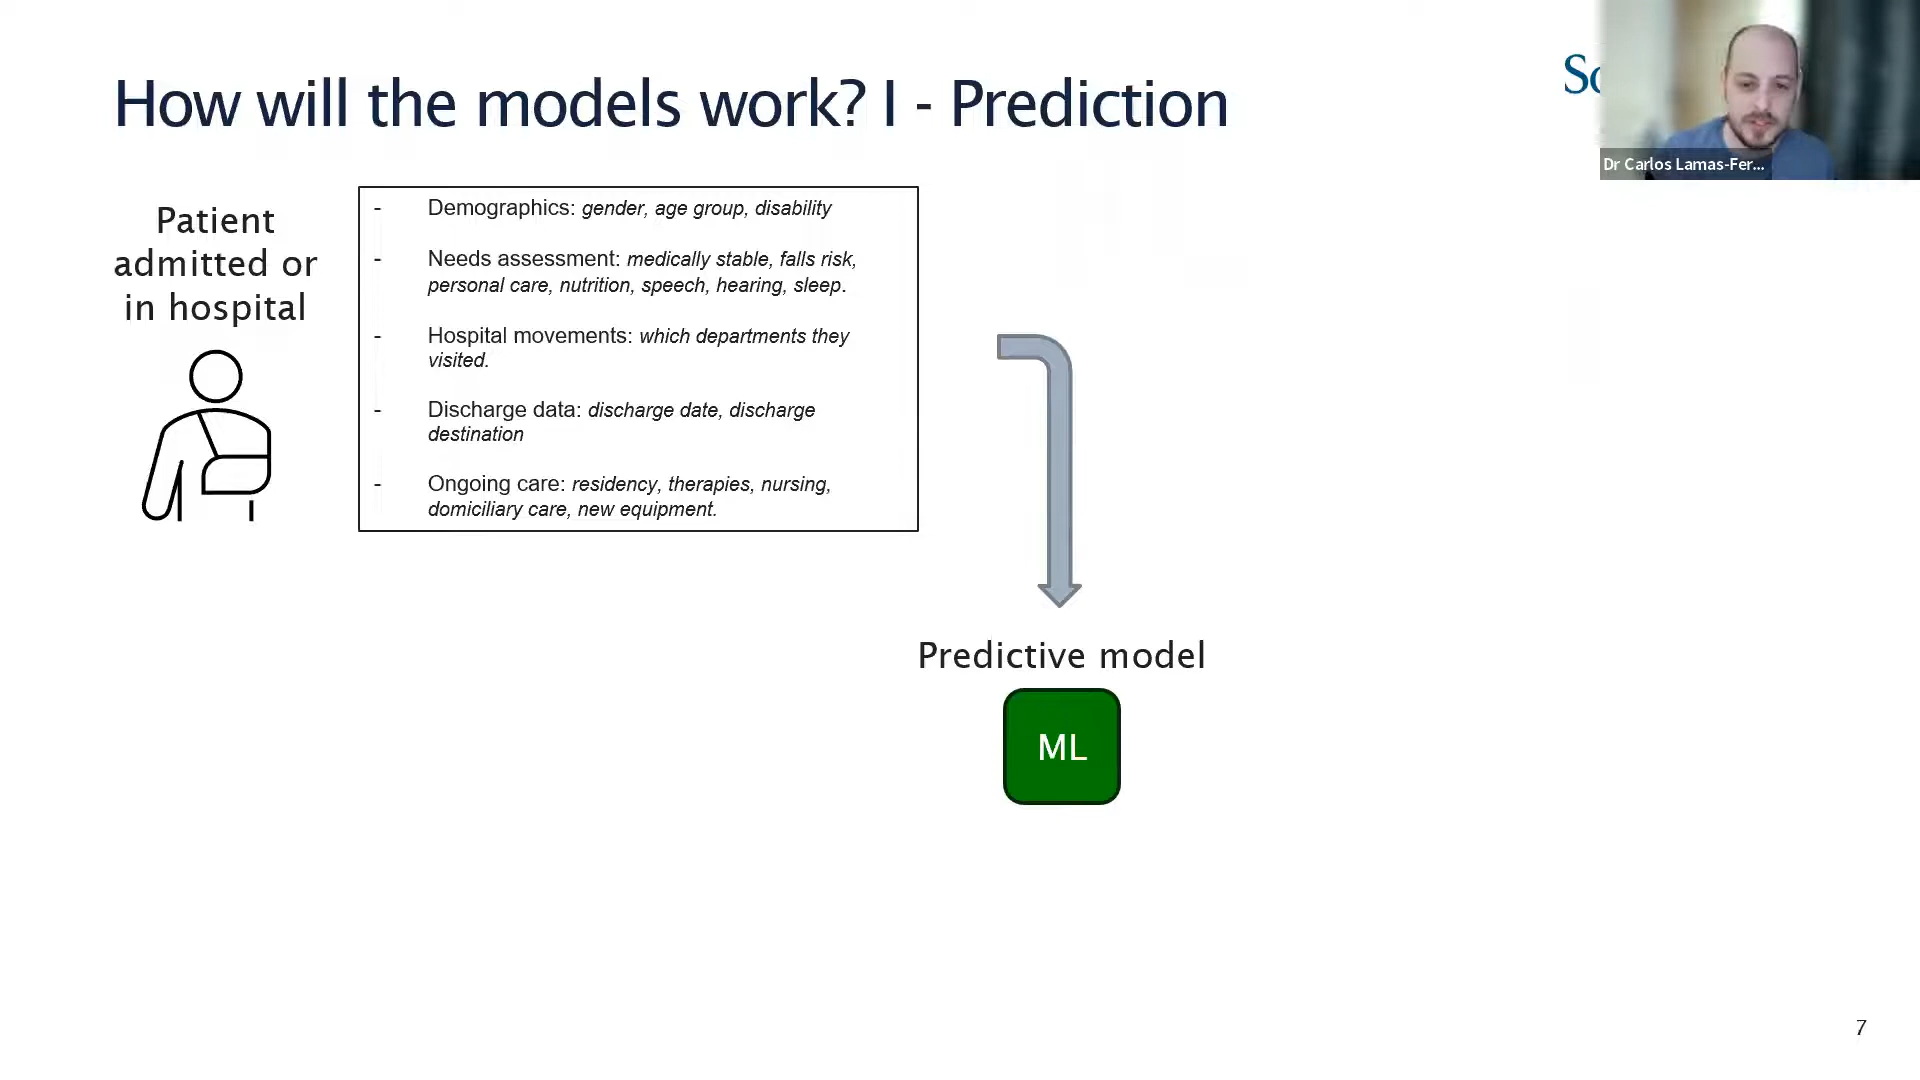 How will the models work? I - Prediction
Dr Carlos Lamas-Fer...
Patient
admitted or
in hospital
- Demographics: gender, age group, disability
- Needs assessment: medically stable, falls risk,
personal care, nutrition, speech, hearing, sleep.
- Hospital movements: which departments they
visited.
- Discharge data: discharge date, discharge
destination
- Ongoing care: residency, therapies, nursing,
domiciliary care, new equipment.
Predictive model
ML
7